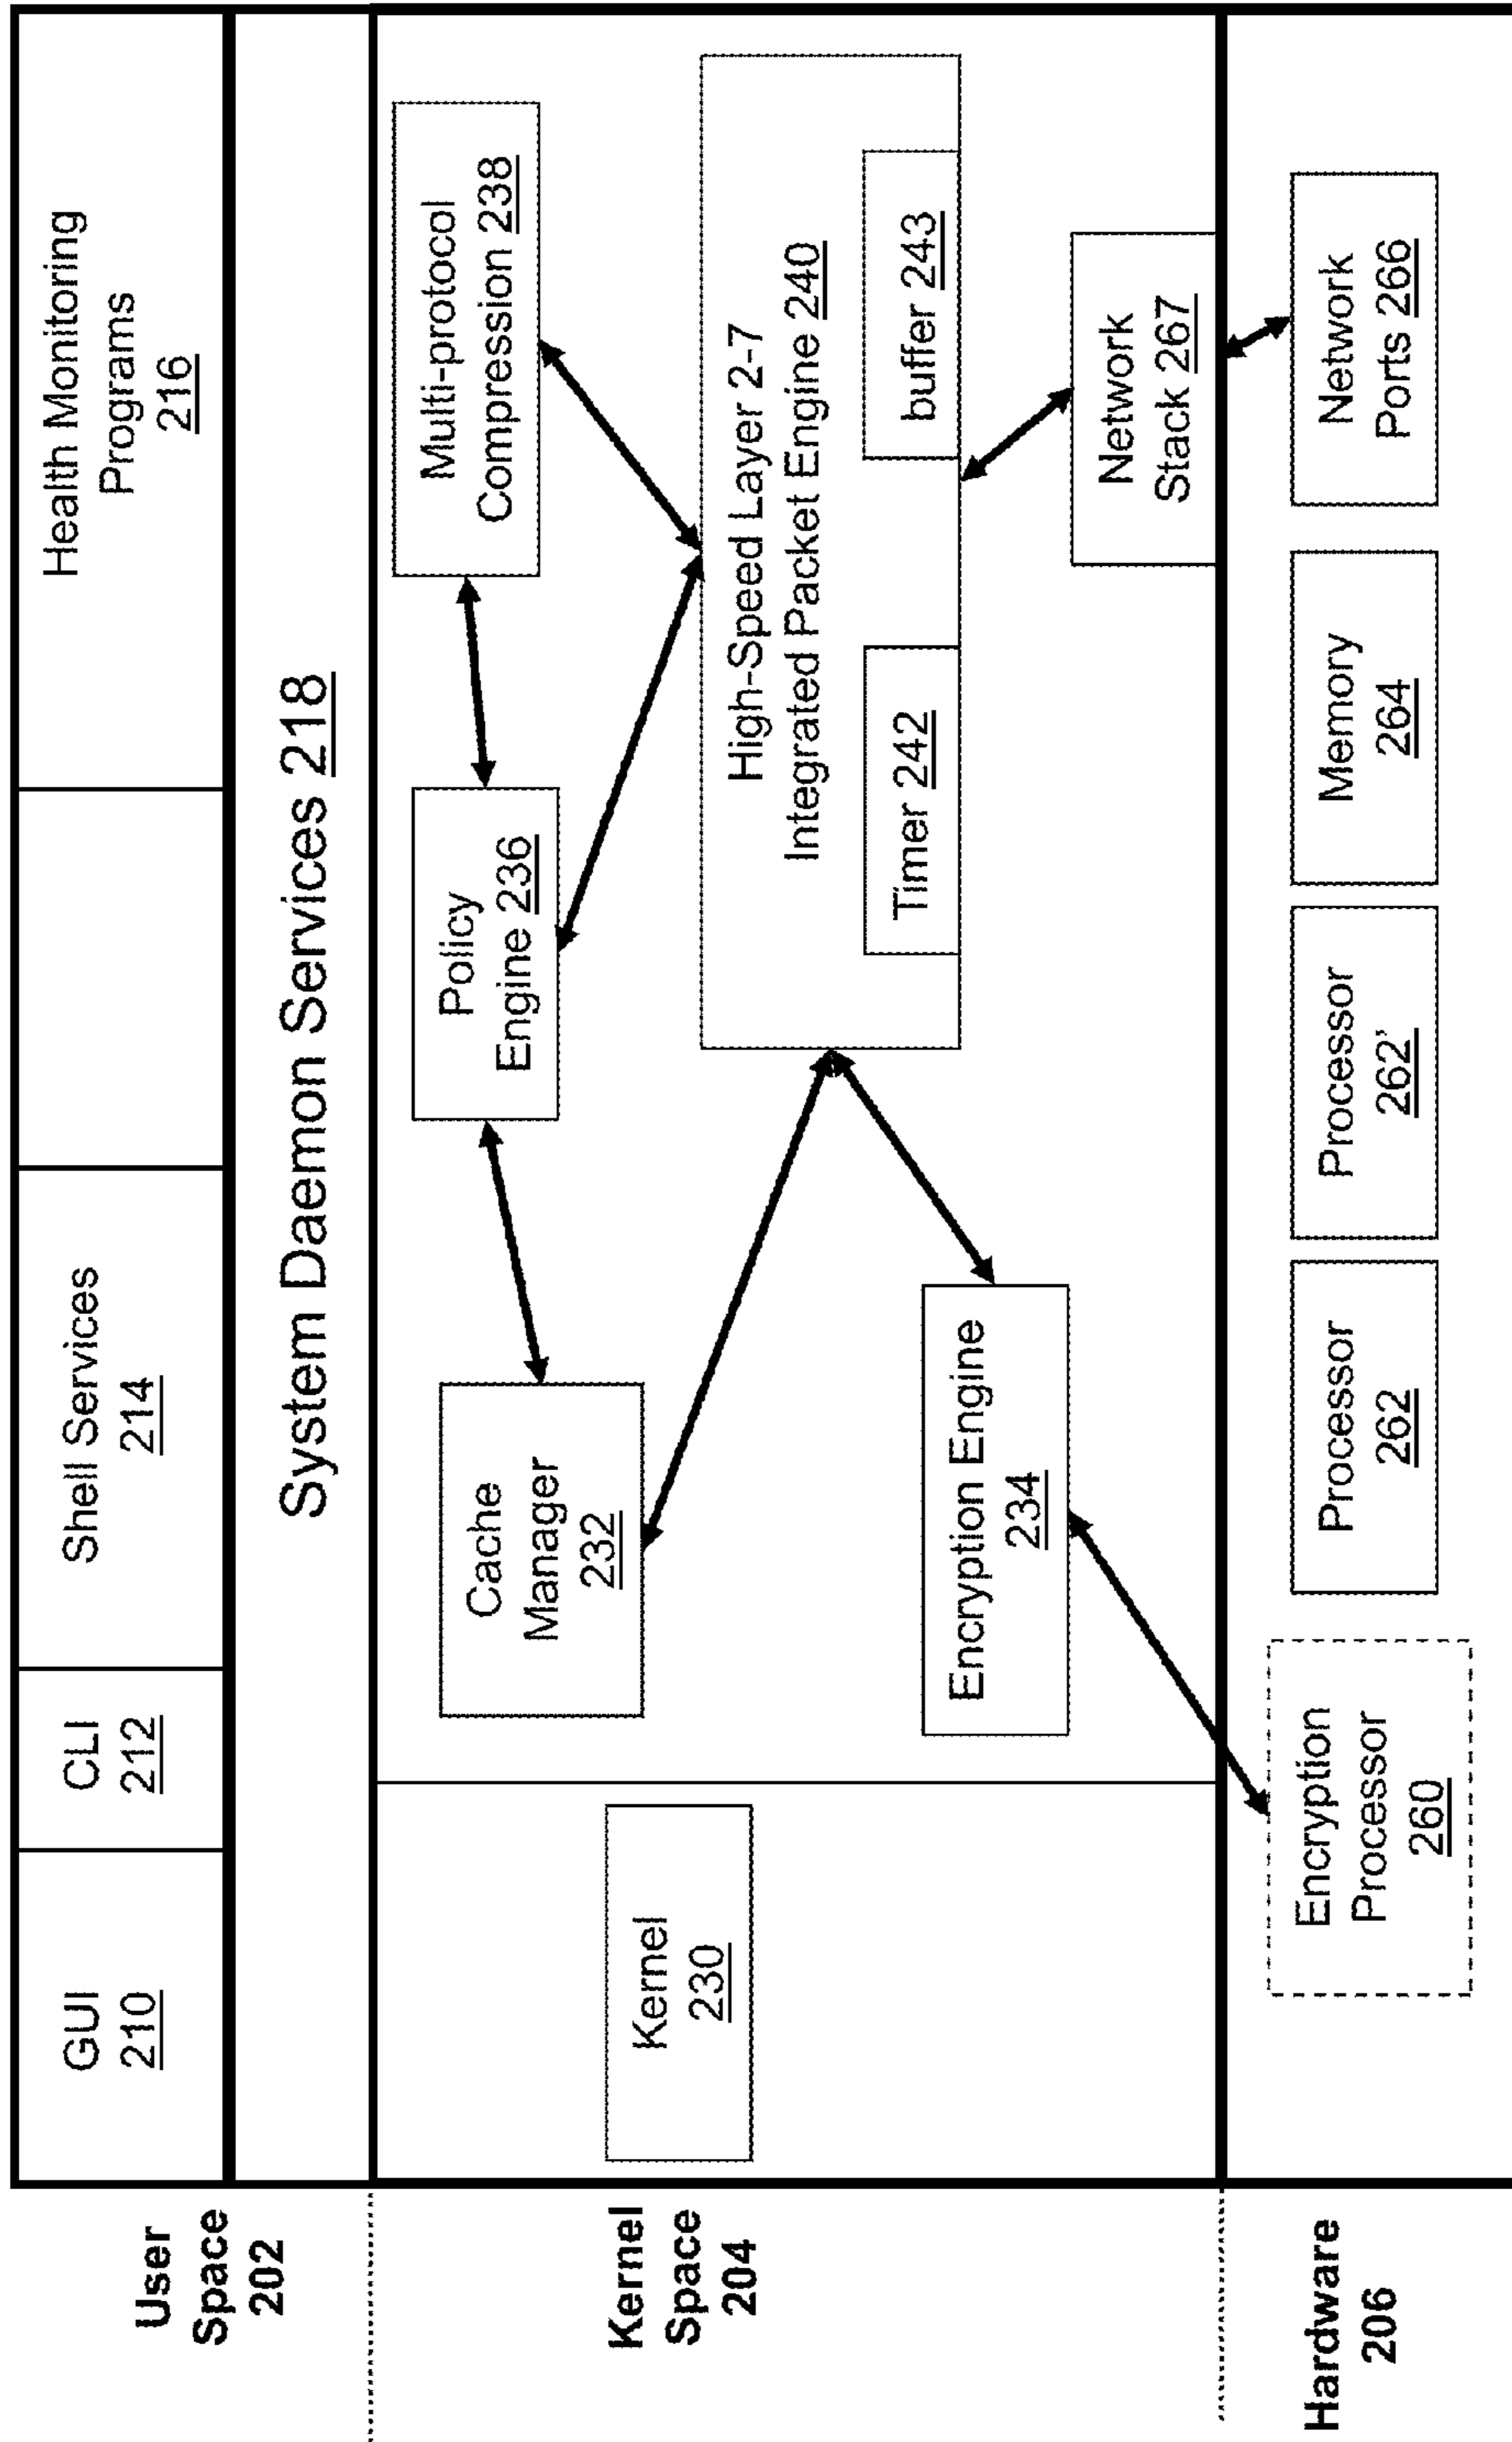 User
Space
202
GUI
210
CLI
212
Shell Services
214
Health Monitoring
Programs
216
System Daemon Services 218
Kernel
Space
204
Kernel
230
Cache
Manager
232
Policy
Engine 236
Multi-protocol
Compression 238
High-Speed Layer 2-7
Integrated Packet Engine 240
Timer 242
buffer 243
Encryption Engine
234
Network
Stack 267
Hardware
206
Encryption
Processor
260
Processor
262
Processor
262'
Memory
264
Network
Ports 266